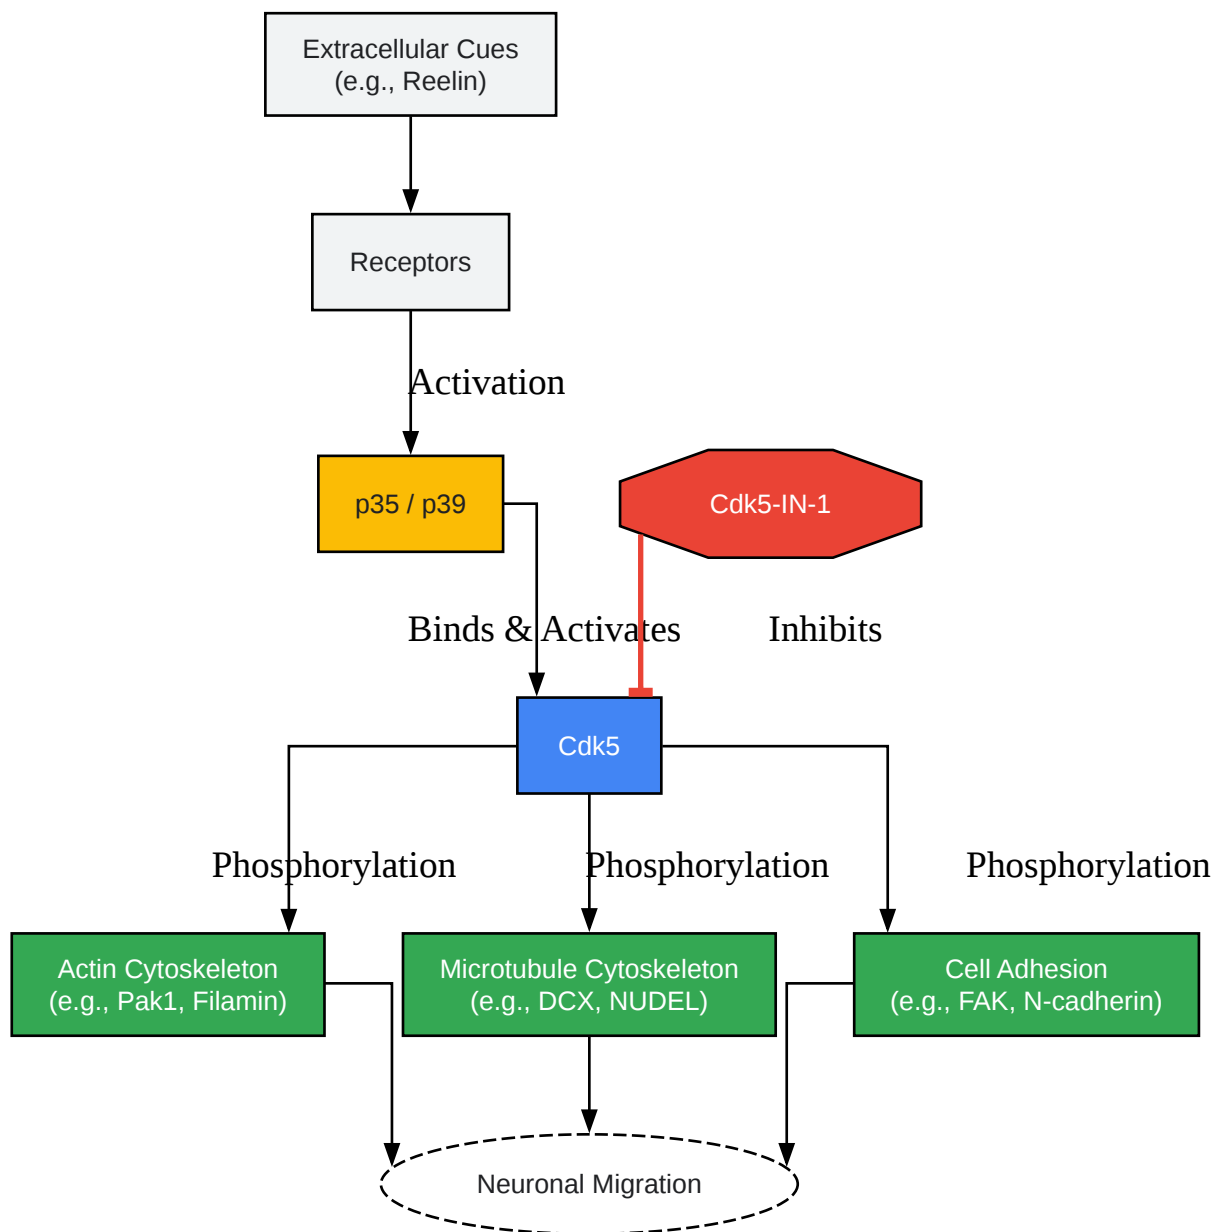 Extracellular Cues
(e.g., Reelin)
Receptors
Activation
p35 / p39
Cdk5-IN-1
Binds & Activates
Inhibits
Cdk5
Phosphorylation
Phosphorylation
Phosphorylation
Actin Cytoskeleton
(e.g., Pak1, Filamin)
Microtubule Cytoskeleton
(e.g., DCX, NUDEL)
Cell Adhesion
(e.g., FAK, N-cadherin)
Neuronal Migration